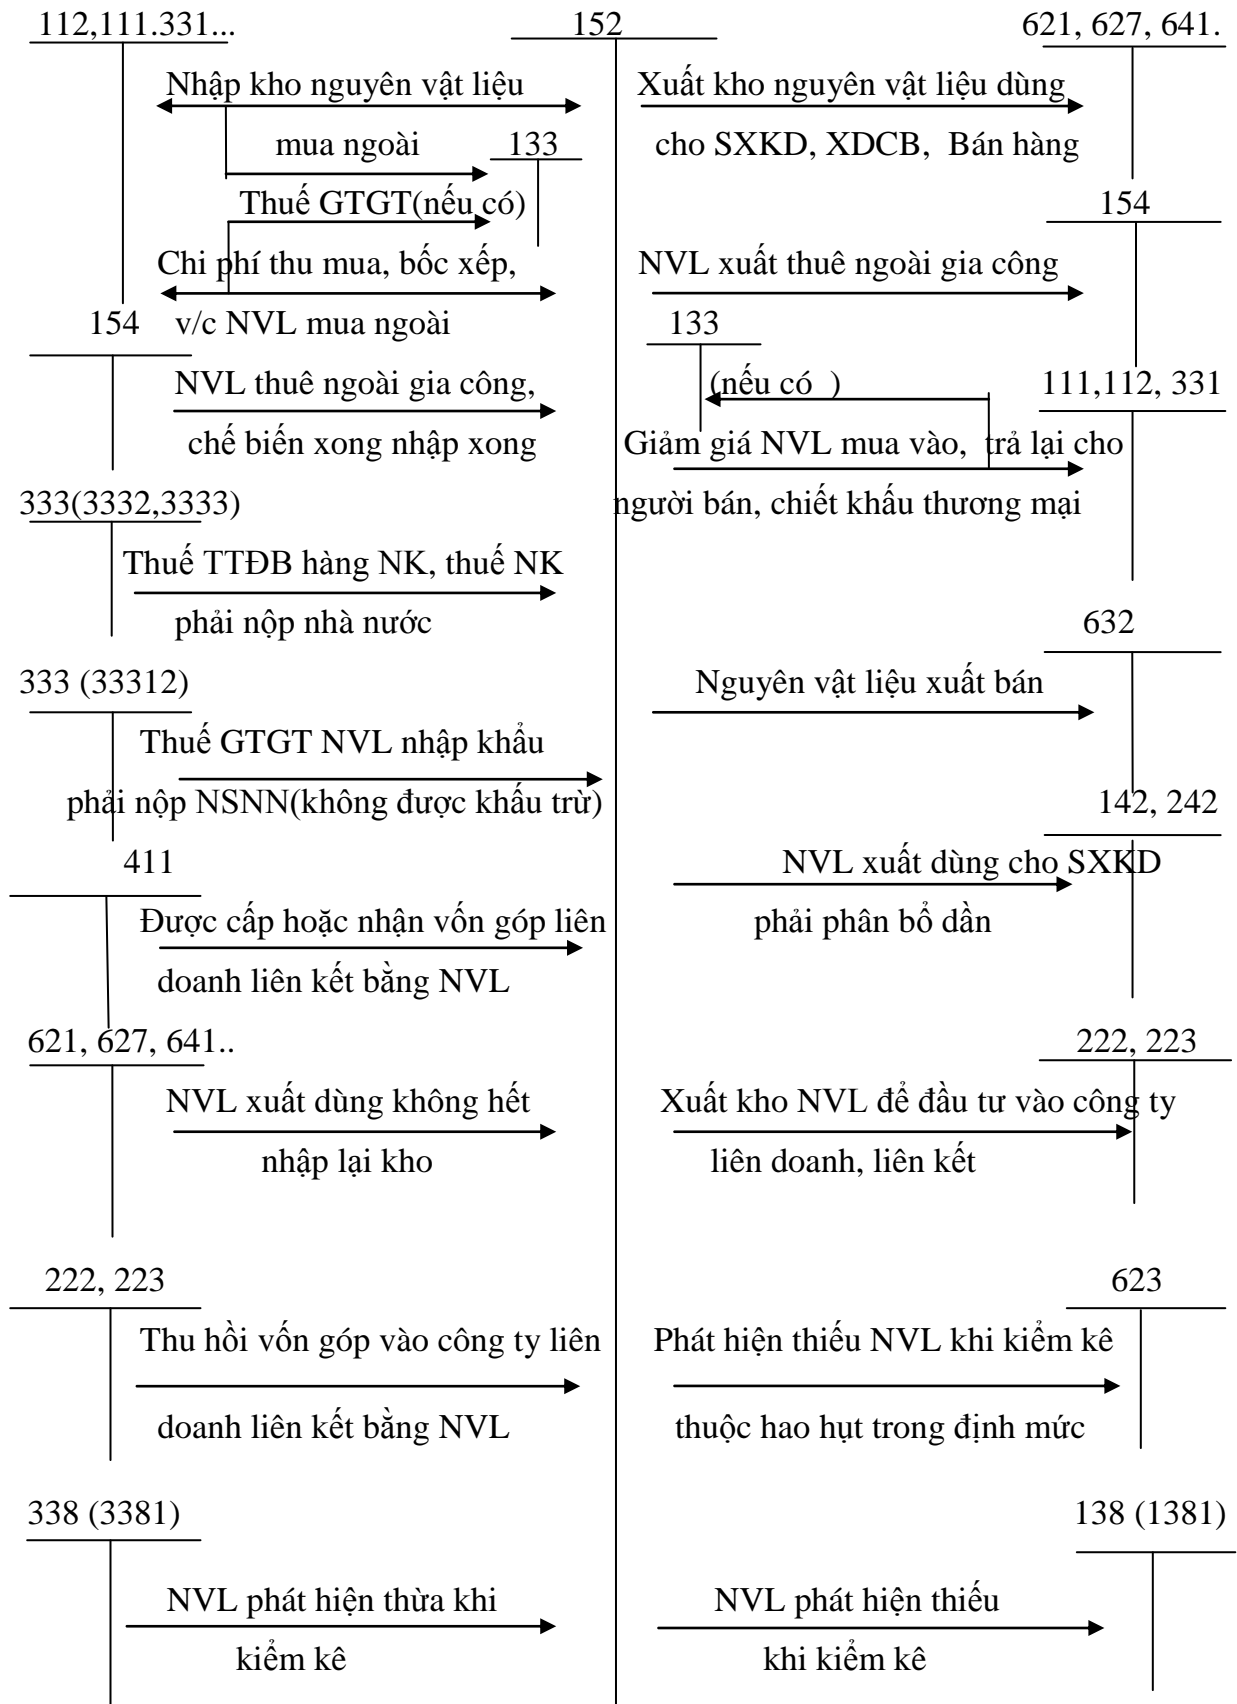 112,111.331...
152
621, 627, 641.
Nhập kho nguyên vật liệu
Xuất kho nguyên vật liệu dùng
mua ngoài
133
cho SXKD, XDCB, Bán hàng
Thuế GTGT(nếu có)
154
Chi phí thu mua, bốc xếp,
NVL xuất thuê ngoài gia công
154
v/c NVL mua ngoài
133
NVL thuê ngoài gia công,
(nếu có )
111,112, 331
chế biến xong nhập xong
Giảm giá NVL mua vào, trả lại cho
333(3332,3333)
người bán, chiết khấu thương mại
Thuế TTĐB hàng NK, thuế NK
phải nộp nhà nước
632
333 (33312)
Nguyên vật liệu xuất bán
Thuế GTGT NVL nhập khẩu
phải nộp NSNN(không được khấu trừ)
142, 242
411
NVL xuất dùng cho SXKD
Được cấp hoặc nhận vốn góp liên
phải phân bổ dần
doanh liên kết bằng NVL
621, 627, 641..
222, 223
NVL xuất dùng không hết
Xuất kho NVL để đầu tư vào công ty
nhập lại kho
liên doanh, liên kết
222, 223
623
Thu hồi vốn góp vào công ty liên
Phát hiện thiếu NVL khi kiểm kê
doanh liên kết bằng NVL
thuộc hao hụt trong định mức
338 (3381)
138 (1381)
NVL phát hiện thừa khi
NVL phát hiện thiếu
kiểm kê
khi kiểm kê